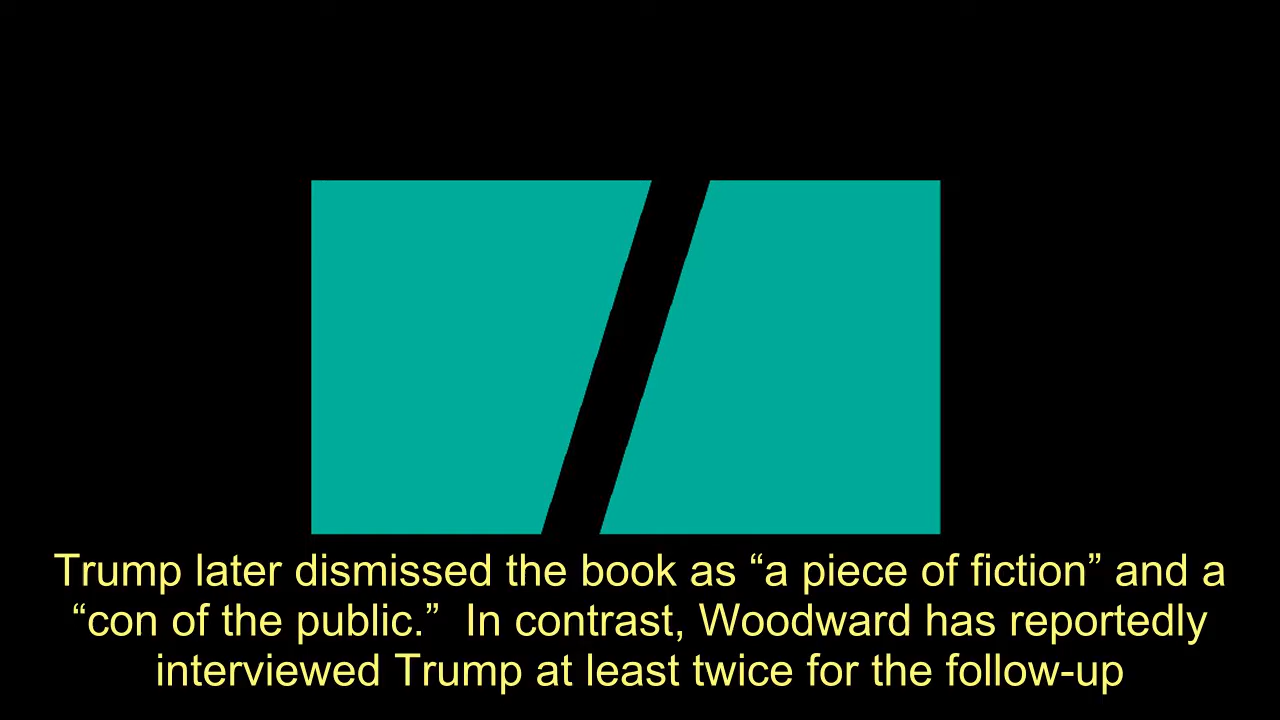 Trump later dismissed the book as “a piece of fiction” and a
“con of the public.”  In contrast, Woodward has reportedly
interviewed Trump at least twice for the follow-up